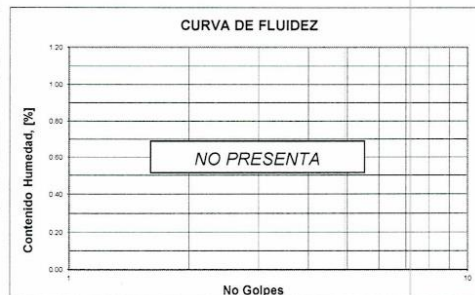 CURVA DE FLUIDEZ
Contenido Humedad, [%]
1.20
1.00
0.80
0.60
0.40
0.20
0.00
NO PRESENTA
1
10
No Golpes